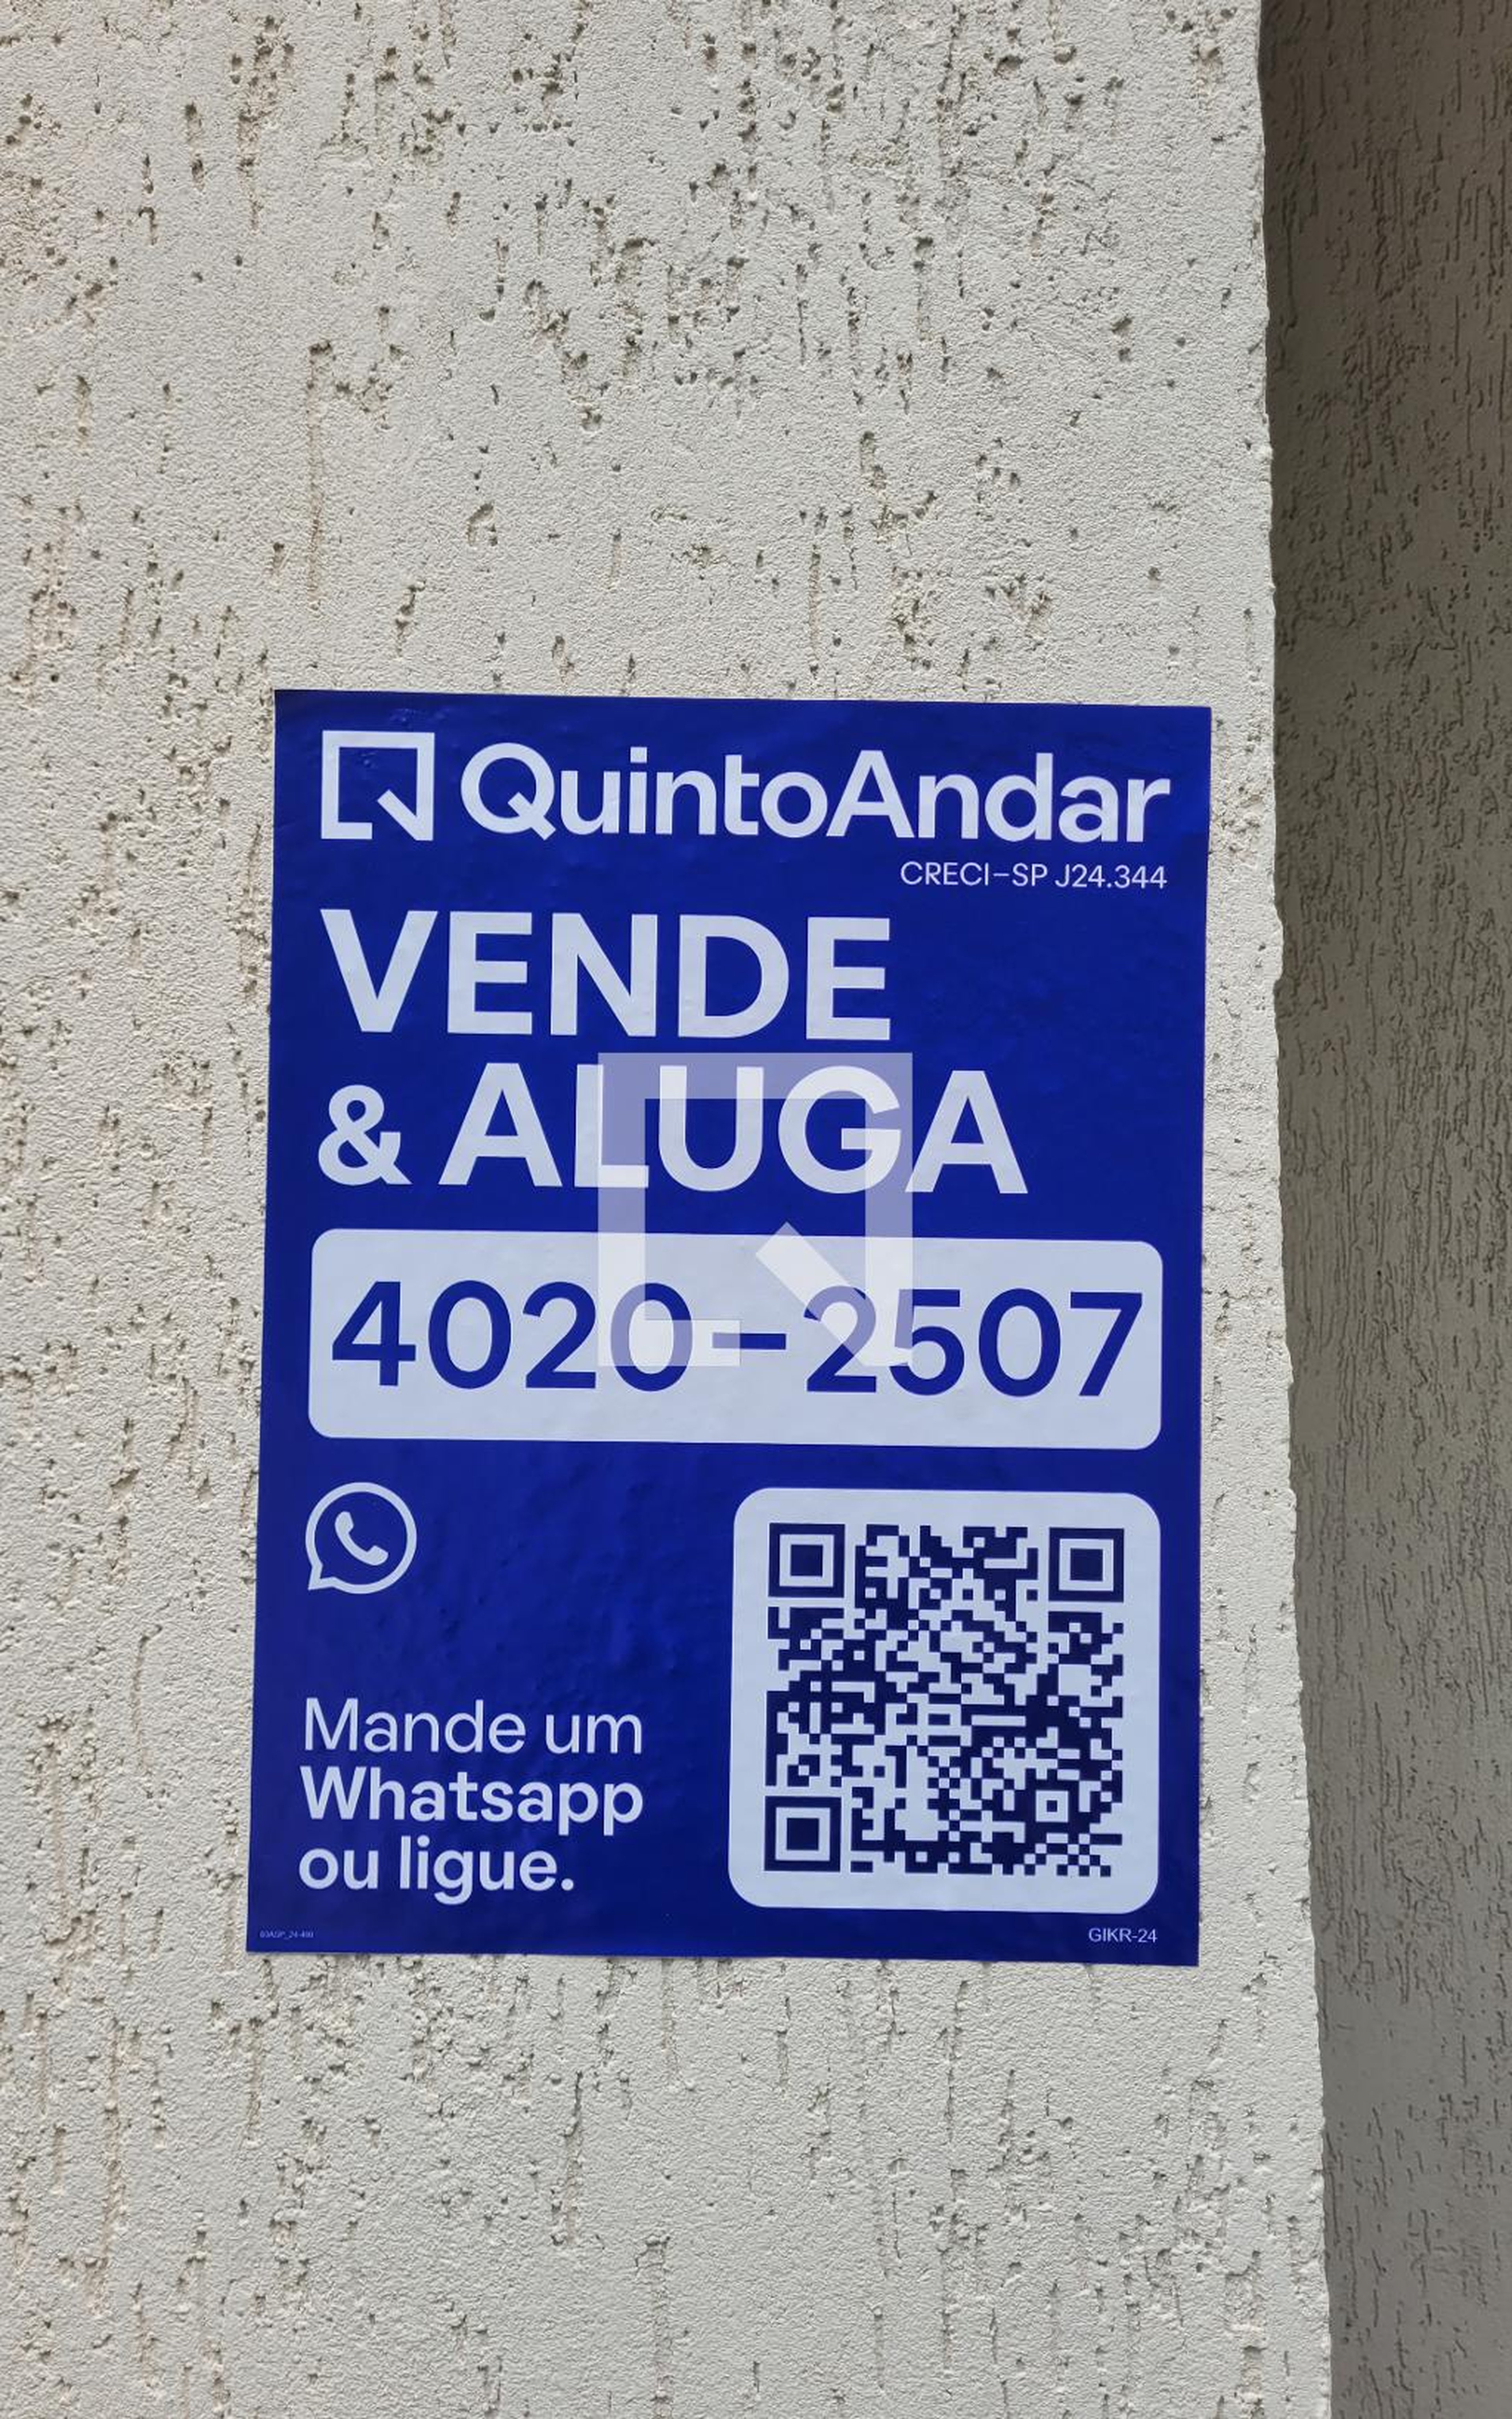 QuintoAndar
CRECI-SP J24.344
VENDE
& ALUGA
4020-2507
Mande um
Whatsapp
ou ligue.
GIKR-24